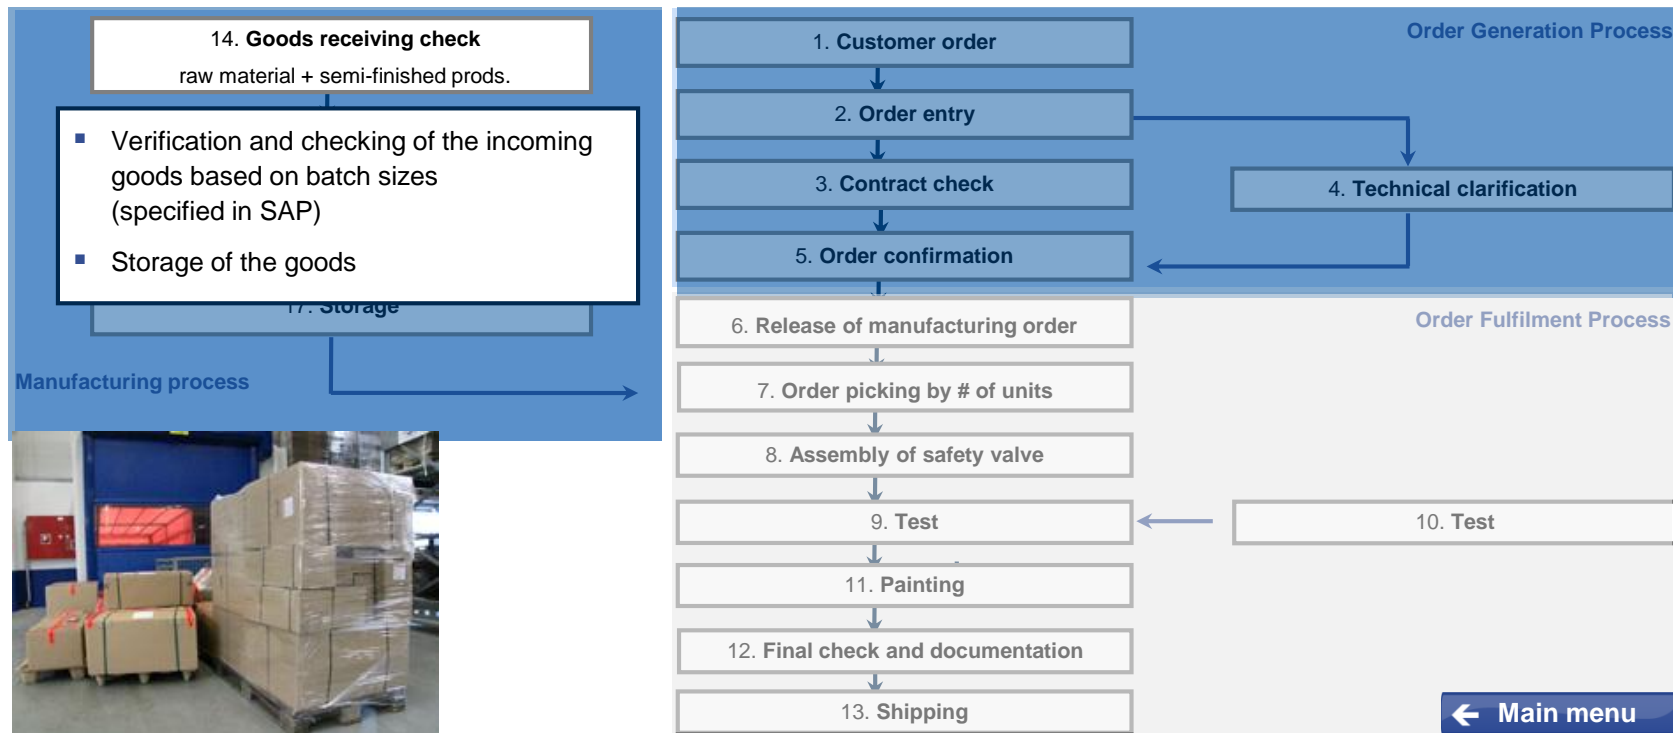 14. Goods receiving check
raw material + semi-finished prods.
▪ Verification and checking of the incoming
goods based on batch sizes
(specified in SAP)
▪ Storage of the goods
17. Storage
Manufacturing process
Order Generation Process
1. Customer order
2. Order entry
3. Contract check
4. Technical clarification
5. Order confirmation
Order Fulfilment Process
6. Release of manufacturing order
7. Order picking by # of units
8. Assembly of safety valve
9. Test
10. Test
11. Painting
12. Final check and documentation
13. Shipping
Main menu